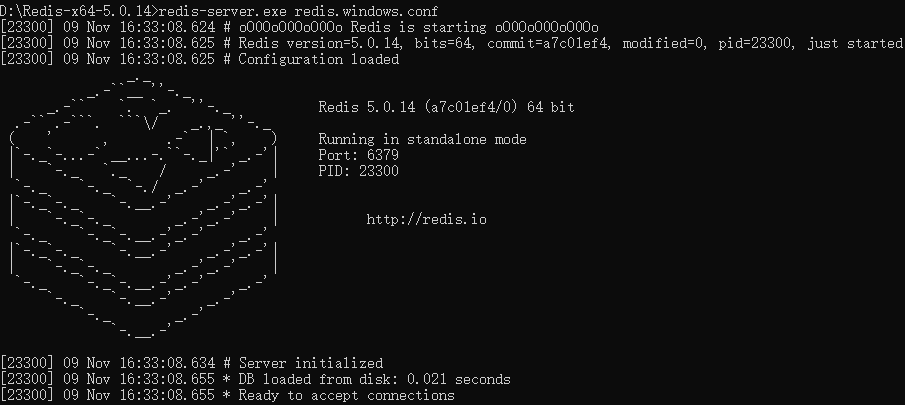 D:\Redis-x64-5.0.14>redis-server.exe redis.windows.conf
[23300] 09 Nov 16:33:08.624 # oO0OoO0OoO0Oo Redis is starting oO0OoO0OoO0Oo
[23300] 09 Nov 16:33:08.625 # Redis version=5.0.14, bits=64, commit=a7c01ef4, modified=0, pid=23300, just started
[23300] 09 Nov 16:33:08.625 # Configuration loaded
Redis 5.0.14 (a7c01ef4/0) 64 bit
Running in standalone mode
Port: 6379
PID: 23300
http://redis.io
[23300] 09 Nov 16:33:08.634 # Server initialized
[23300] 09 Nov 16:33:08.655 * DB loaded from disk: 0.021 seconds
[23300] 09 Nov 16:33:08.655 * Ready to accept connections